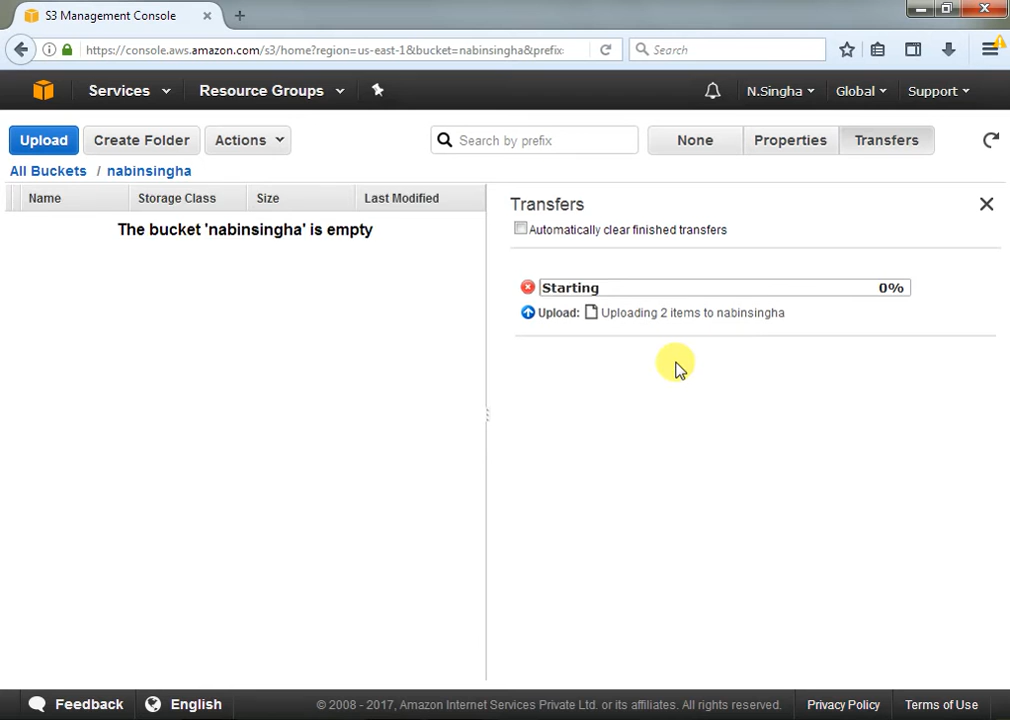 S3 Management Console
https://console.aws.amazon.com/s3/home?region=us-east-1&bucket=nabinsingha&prefix:
Search
Services
Resource Groups
N.Singha
Global
Support
Upload
Create Folder
Actions
Search by prefix
None
Properties
Transfers
All Buckets / nabinsingha
Name
Storage Class
Size
Last Modified
The bucket 'nabinsingha' is empty
Transfers
Automatically clear finished transfers
Starting 0%
Upload: Uploading 2 items to nabinsingha
Feedback
English
© 2008 - 2017, Amazon Internet Services Private Ltd. or its affiliates. All rights reserved.
Privacy Policy
Terms of Use